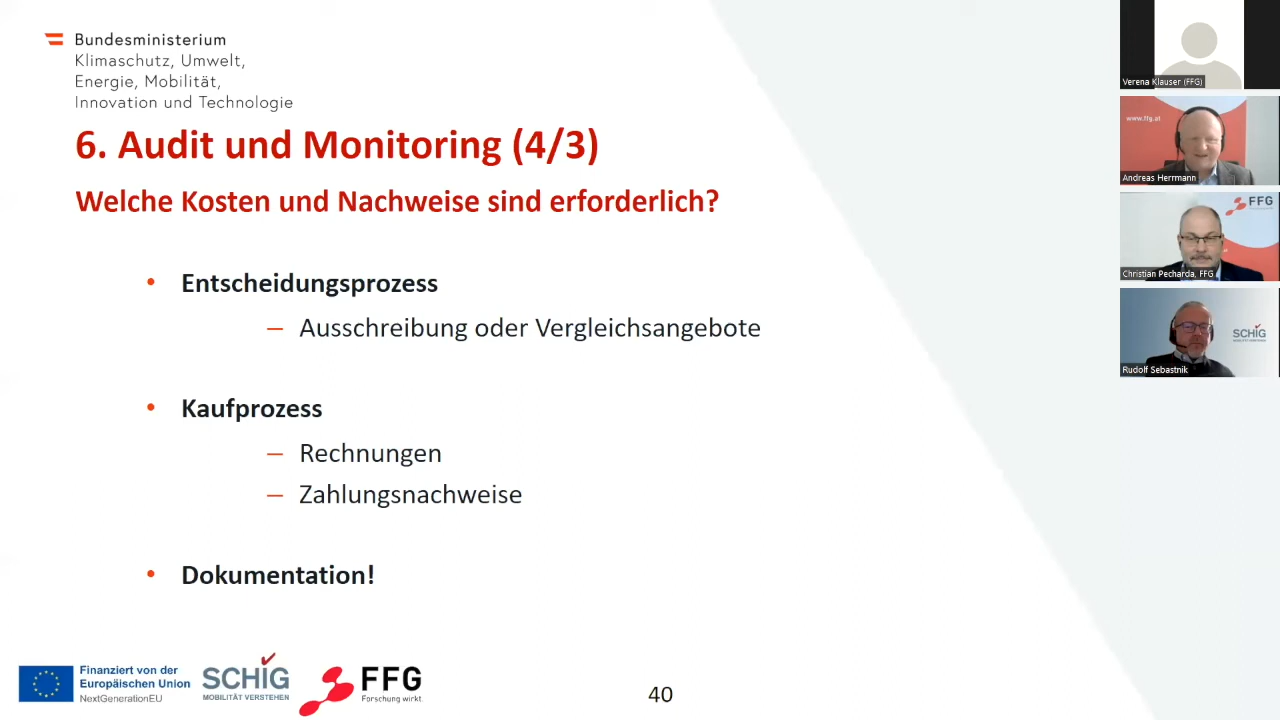 Bundesministerium
Klimaschutz, Umwelt,
Energie, Mobilität,
Innovation und Technologie
6. Audit und Monitoring (4/3)
Welche Kosten und Nachweise sind erforderlich?
• Entscheidungsprozess
– Ausschreibung oder Vergleichsangebote
• Kaufprozess
– Rechnungen
– Zahlungsnachweise
• Dokumentation!
Finanziert von der
Europäischen Union
NextGenerationEU
SCHIG
MOBILITÄT VERSTEHEN
FFG
Forschung wirkt
40
Verena Klauser (FFG)
www.ffg.at
Andreas Herrmann
FFG
Christian Pecharda, FFG
SCHIG
MOBILITÄT VERSTEHEN
Rudolf Sebastnik